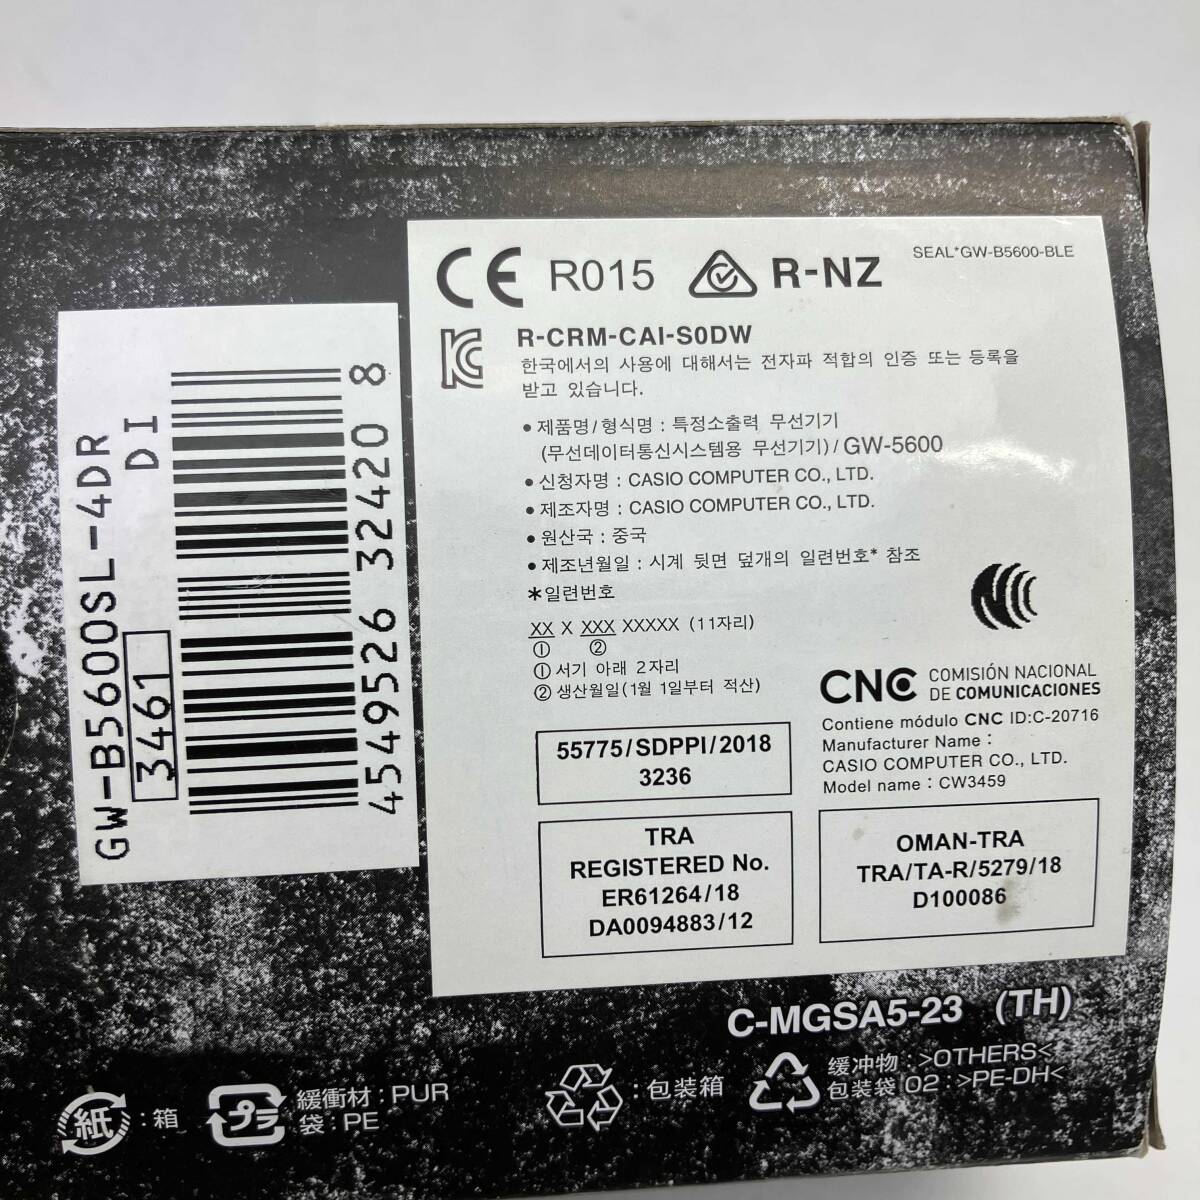 GW-B5600SL-4DR
DI
3461
4549526 32420 8
CE R015 R-NZ
SEAL*GW-B5600-BLE
R-CRM-CAI-S0DW
한국에서의 사용에 대해서는 전자파 적합의 인증 또는 등록을
받고 있습니다.
• 제품명/형식명 : 특정소출력 무선기기
(무선데이터통신시스템용 무선기기)/GW-5600
• 신청자명 : CASIO COMPUTER CO., LTD.
• 제조자명 : CASIO COMPUTER CO., LTD.
• 원산국 : 중국
• 제조년월일 : 시계 뒷면 덮개의 일련번호* 참조
*일련번호
XX X XXX XXXXX (11자리)
① ②
① 서기 아래 2자리
② 생산월일(1월 1일부터 적산)
CNC COMISIÓN NACIONAL
DE COMUNICACIONES
Contiene módulo CNC ID:C-20716
Manufacturer Name :
CASIO COMPUTER CO., LTD.
Model name : CW3459
55775/SDPPI/2018
3236
TRA
REGISTERED No.
ER61264/18
DA0094883/12
OMAN-TRA
TRA/TA-R/5279/18
D100086
C-MGSA5-23 (TH)
紙 : 箱
プラ 緩衝材 : PUR
袋 : PE
: 包装箱
缓冲物 : >OTHERS<
包装袋 02 : >PE-DH<